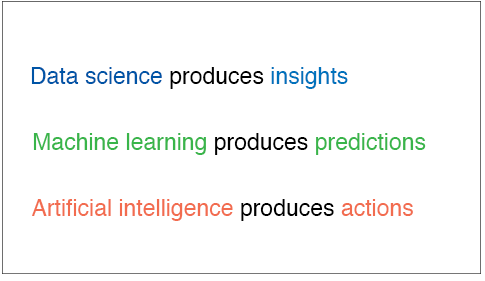 Data science produces insights
Machine learning produces predictions
Artificial intelligence produces actions